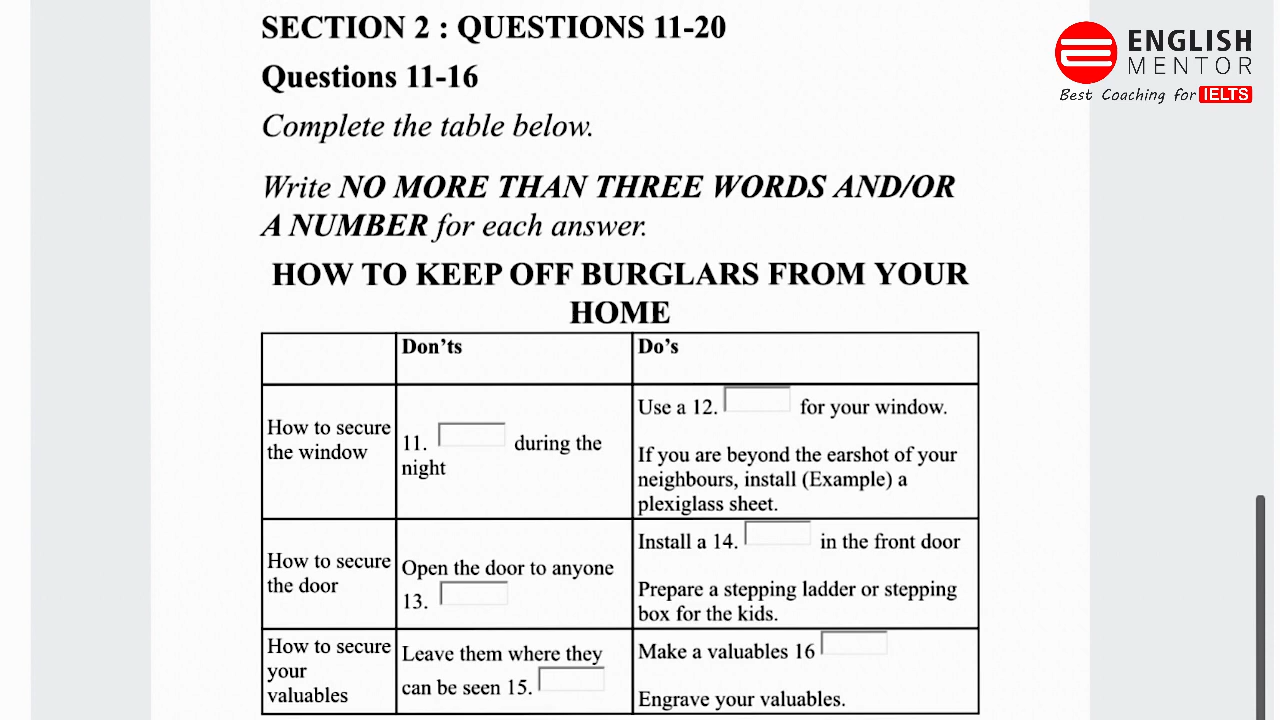 SECTION 2 : QUESTIONS 11-20
ENGLISH
MENTOR
Best Coaching for IELTS
Questions 11-16
Complete the table below.
Write NO MORE THAN THREE WORDS AND/OR
A NUMBER for each answer.
HOW TO KEEP OFF BURGLARS FROM YOUR
HOME
Don'ts
Do's
How to secure
the window
11. during the
night
Use a 12. for your window.
If you are beyond the earshot of your
neighbours, install (Example) a
plexiglass sheet.
How to secure
the door
Open the door to anyone
13.
Install a 14. in the front door
Prepare a stepping ladder or stepping
box for the kids.
How to secure
your
valuables
Leave them where they
can be seen 15.
Make a valuables 16
Engrave your valuables.